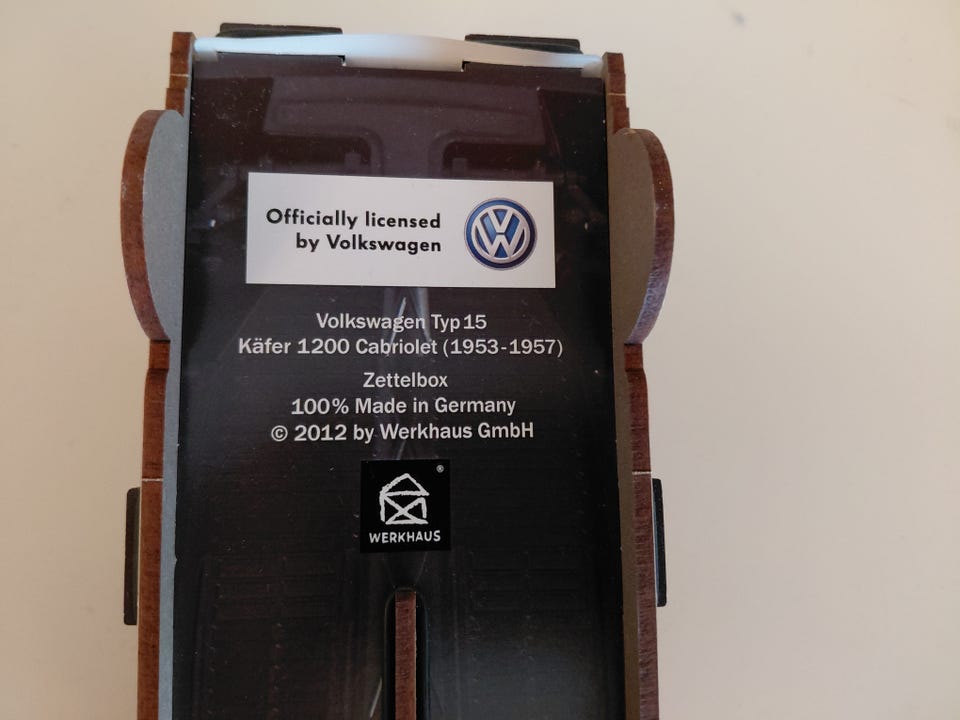 Officially licensed
by Volkswagen
Volkswagen Typ 15
Käfer 1200 Cabriolet (1953-1957)
Zettelbox
100% Made in Germany
© 2012 by Werkhaus GmbH
®
WERKHAUS